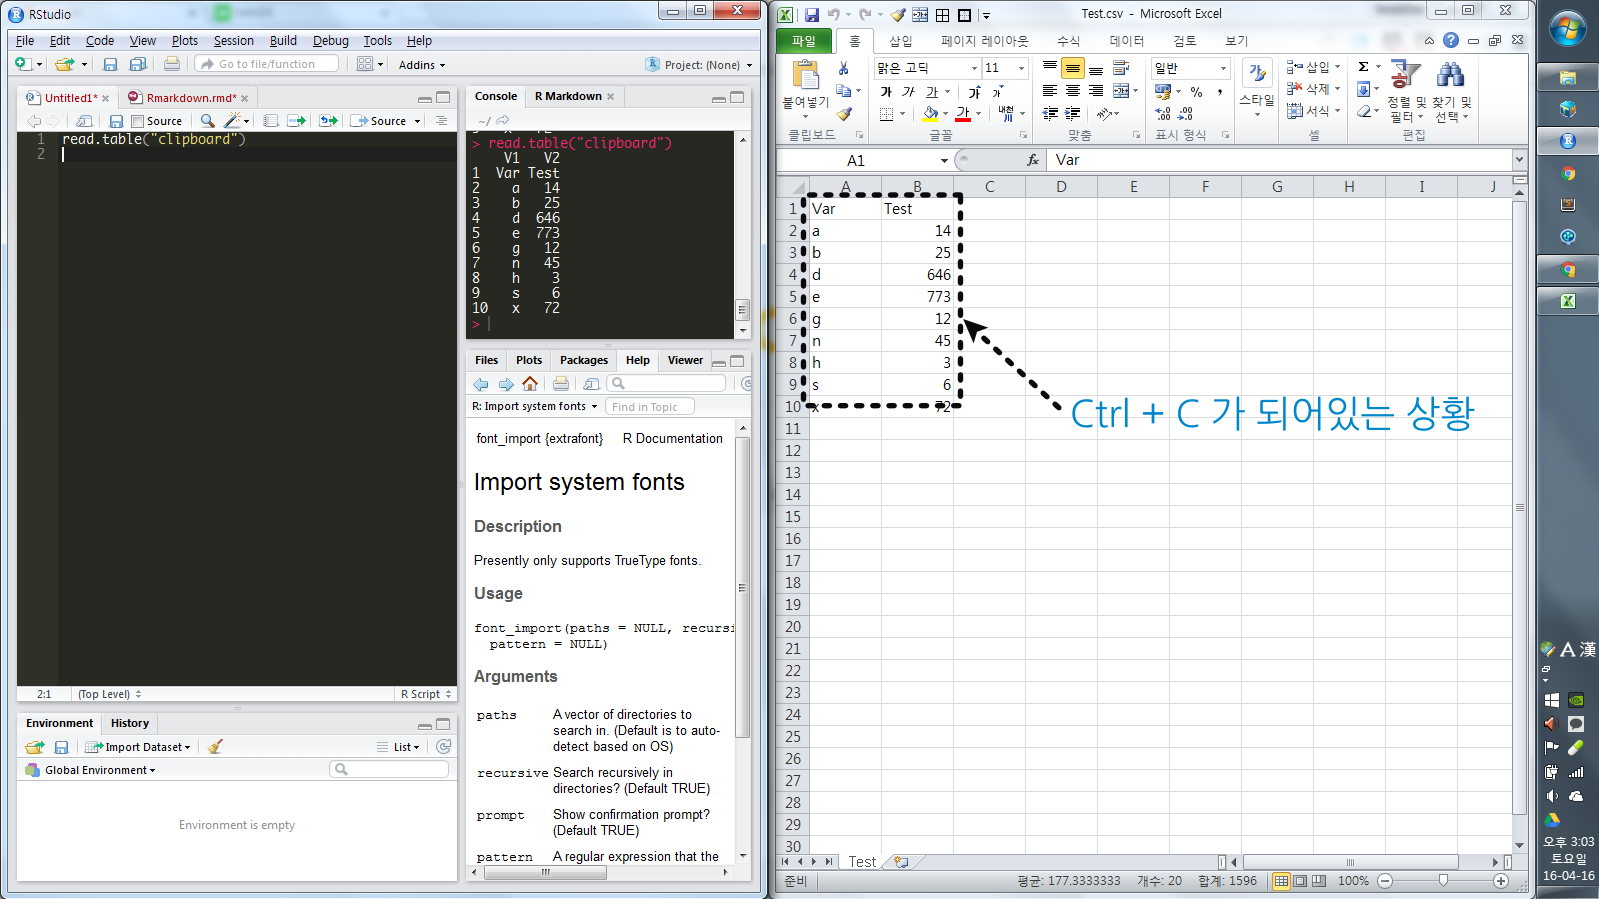 RStudio
File Edit Code View Plots Session Build Debug Tools Help
Go to file/function Addins Project: (None)
Untitled1* Rmarkdown.rmd*
Source Source
1 read.table("clipboard")
2
2:1 (Top Level) R Script
Environment History
Import Dataset List
Global Environment
Environment is empty
Console R Markdown
~/
> read.table("clipboard")
V1 V2
1 Var Test
2 a 14
3 b 25
4 d 646
5 e 773
6 g 12
7 n 45
8 h 3
9 s 6
10 x 72
>
Files Plots Packages Help Viewer
R: Import system fonts Find in Topic
font_import {extrafont} R Documentation
Import system fonts
Description
Presently only supports TrueType fonts.
Usage
font_import(paths = NULL, recursi
pattern = NULL)
Arguments
paths A vector of directories to
search in. (Default is to auto-
detect based on OS)
recursive Search recursively in
directories? (Default TRUE)
prompt Show confirmation prompt?
(Default TRUE)
pattern A regular expression that the
Test.csv - Microsoft Excel
파일 홈 삽입 페이지 레이아웃 수식 데이터 검토 보기
맑은 고딕 11 일반
붙여넣기 가 가 가 가 가 내천 % , 스타일 삽입 삭제 서식 Σ 정렬 및 필터 찾기 및 선택
클립보드 글꼴 맞춤 표시 형식 셀 편집
A1 fx Var
A B C D E F G H I J
1 Var Test
2 a 14
3 b 25
4 d 646
5 e 773
6 g 12
7 n 45
8 h 3
9 s 6
10 x 72
Ctrl + C 가 되어있는 상황
11
12
13
14
15
16
17
18
19
20
21
22
23
24
25
26
27
28
29
30
Test
준비 평균: 177.3333333 개수: 20 합계: 1596 100%
A 漢
오후 3:03
토요일
16-04-16